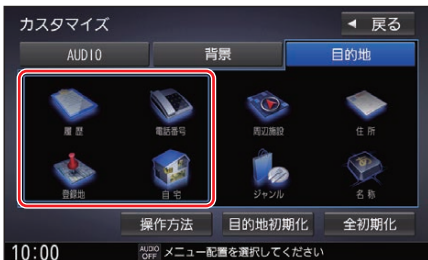 カスタマイズ
◀ 戻る
AUDIO
背景
目的地
履歴
電話番号
周辺施設
住所
登録地
自宅
ジャンル
名称
操作方法
目的地初期化
全初期化
10:00
AUDIO OFF
メニュー配置を選択してください